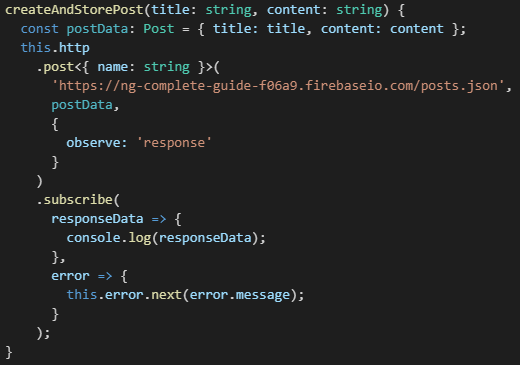 createAndStorePost(title: string, content: string) {
  const postData: Post = { title: title, content: content };
  this.http
    .post<{ name: string }>(
      'https://ng-complete-guide-f06a9.firebaseio.com/posts.json',
      postData,
      {
        observe: 'response'
      }
    )
    .subscribe(
      responseData => {
        console.log(responseData);
      },
      error => {
        this.error.next(error.message);
      }
    );
}